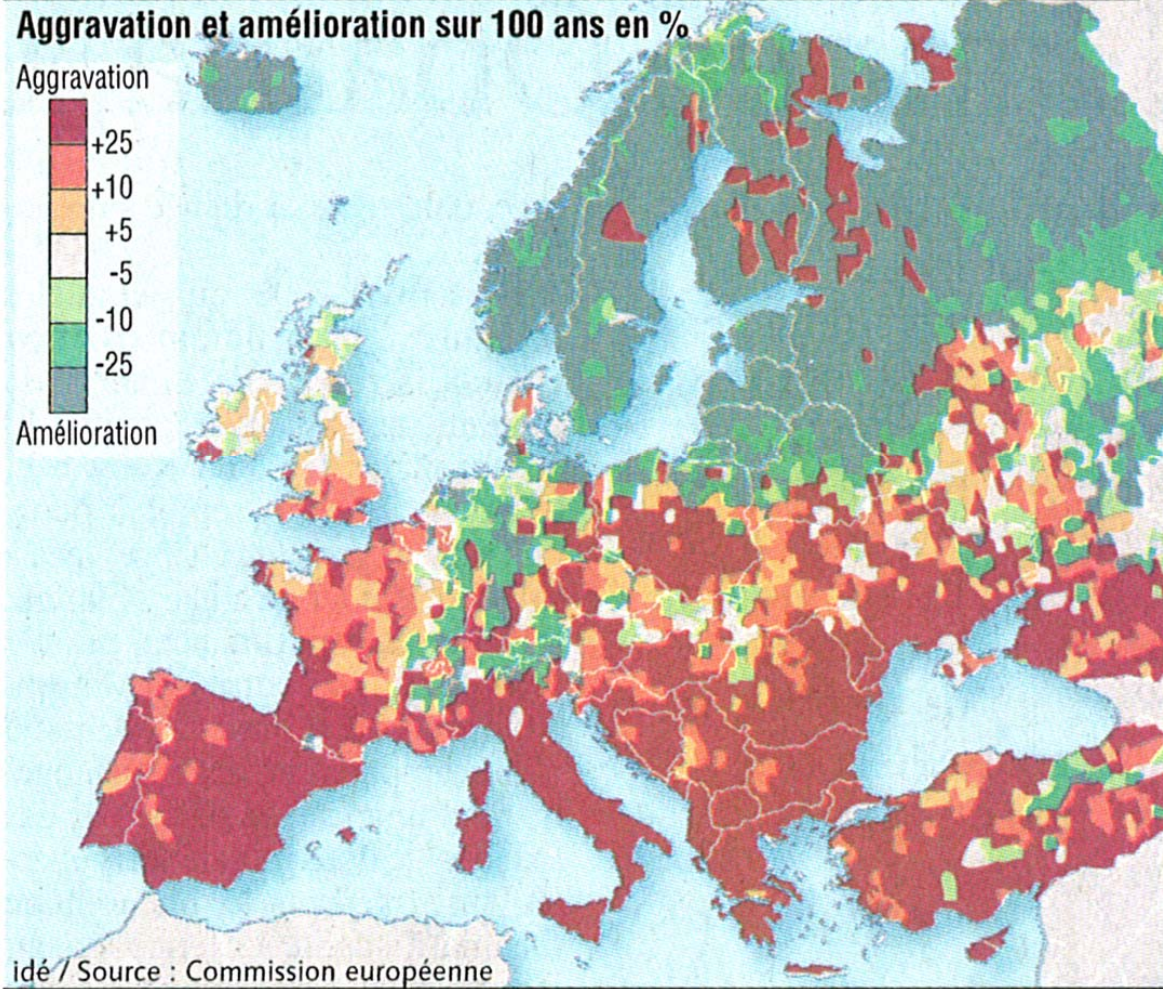 Aggravation et amélioration sur 100 ans en %
Aggravation
+25
+10
+5
-5
-10
-25
Amélioration
idé / Source : Commission européenne